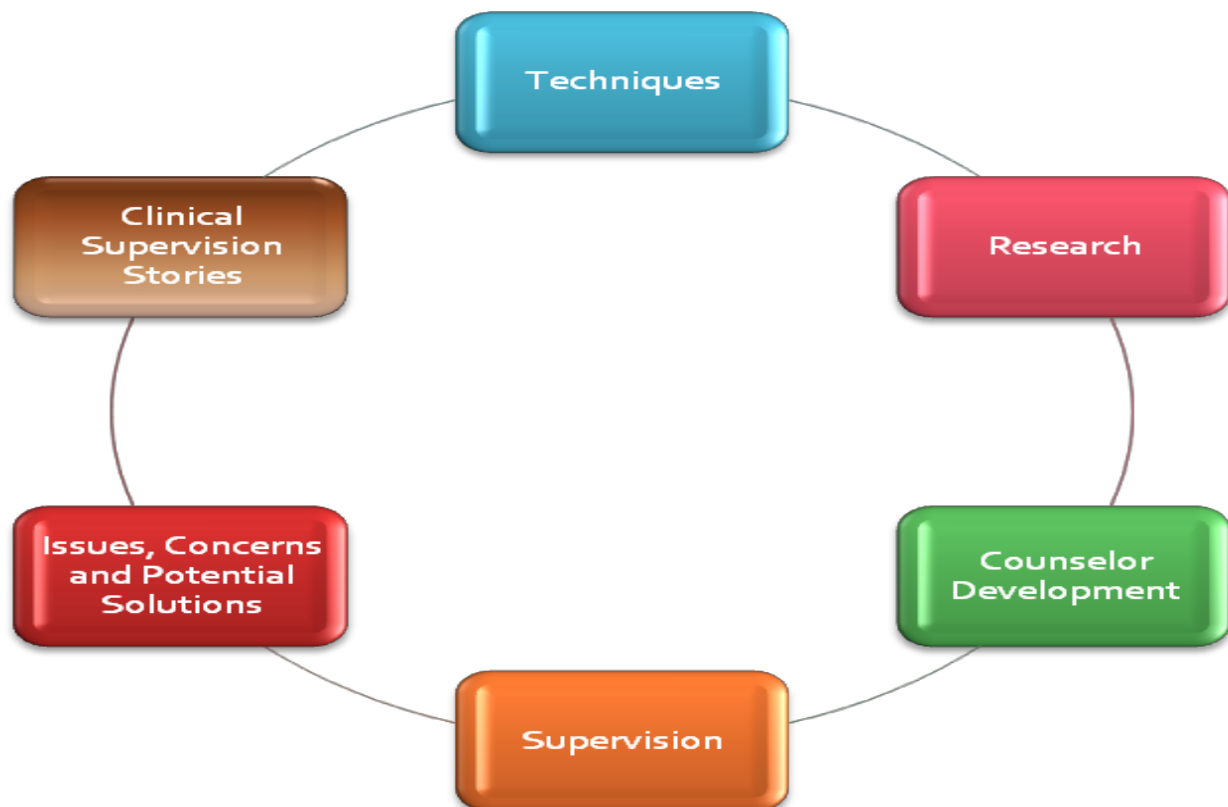 Techniques
Clinical
Supervision
Stories
Research
Issues, Concerns
and Potential
Solutions
Counselor
Development
Supervision